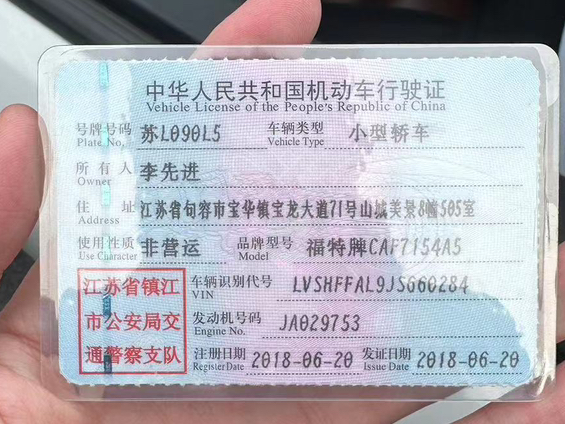 中华人民共和国机动车行驶证
Vehicle License of the People's Republic of China
号牌号码 苏L090L5 车辆类型 小型轿车
Plate No. Vehicle Type
所有人 李先进
Owner
住址 江苏省句容市宝华镇宝龙大道71号山城美景8幢505室
Address
使用性质 非营运 品牌型号 福特牌CAF7154A5
Use Character Model
江苏省镇江
市公安局交
通警察支队
车辆识别代号 LVSHFFAL9JS660284
VIN
发动机号码 JA029753
Engine No.
注册日期 2018-06-20 发证日期 2018-06-20
Register Date Issue Date